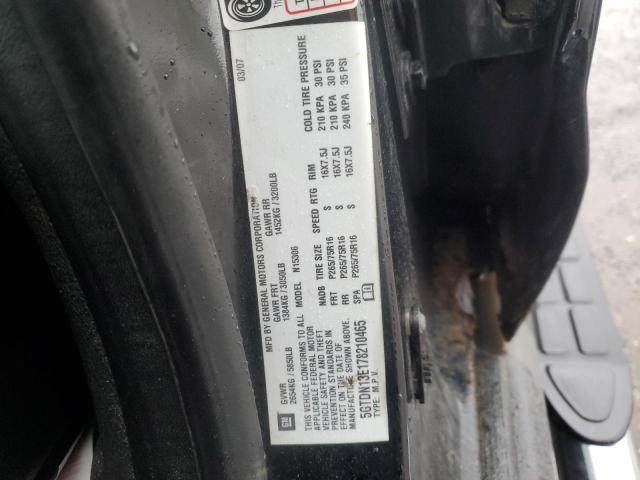 MFD BY GENERAL MOTORS CORPORATION
03/07
GVWR
2654KG / 5850LB
GAWR FRT
1384KG / 3050LB
GAWR RR
1452KG / 3200LB
GM
THIS VEHICLE CONFORMS TO ALL
APPLICABLE FEDERAL MOTOR
VEHICLE SAFETY AND THEFT
PREVENTION STANDARDS IN
EFFECT ON THE DATE OF
MANUFACTURE SHOWN ABOVE.
5GTDN13E178210465
TYPE: M.P.V.
MODEL N15306
NADB TIRE SIZE SPEED RTG RIM COLD TIRE PRESSURE
FRT P265/75R16 S 16X7.5J 210 KPA 30 PSI
RR P265/75R16 S 16X7.5J 210 KPA 30 PSI
SPA P265/75R16 S 16X7.5J 240 KPA 35 PSI